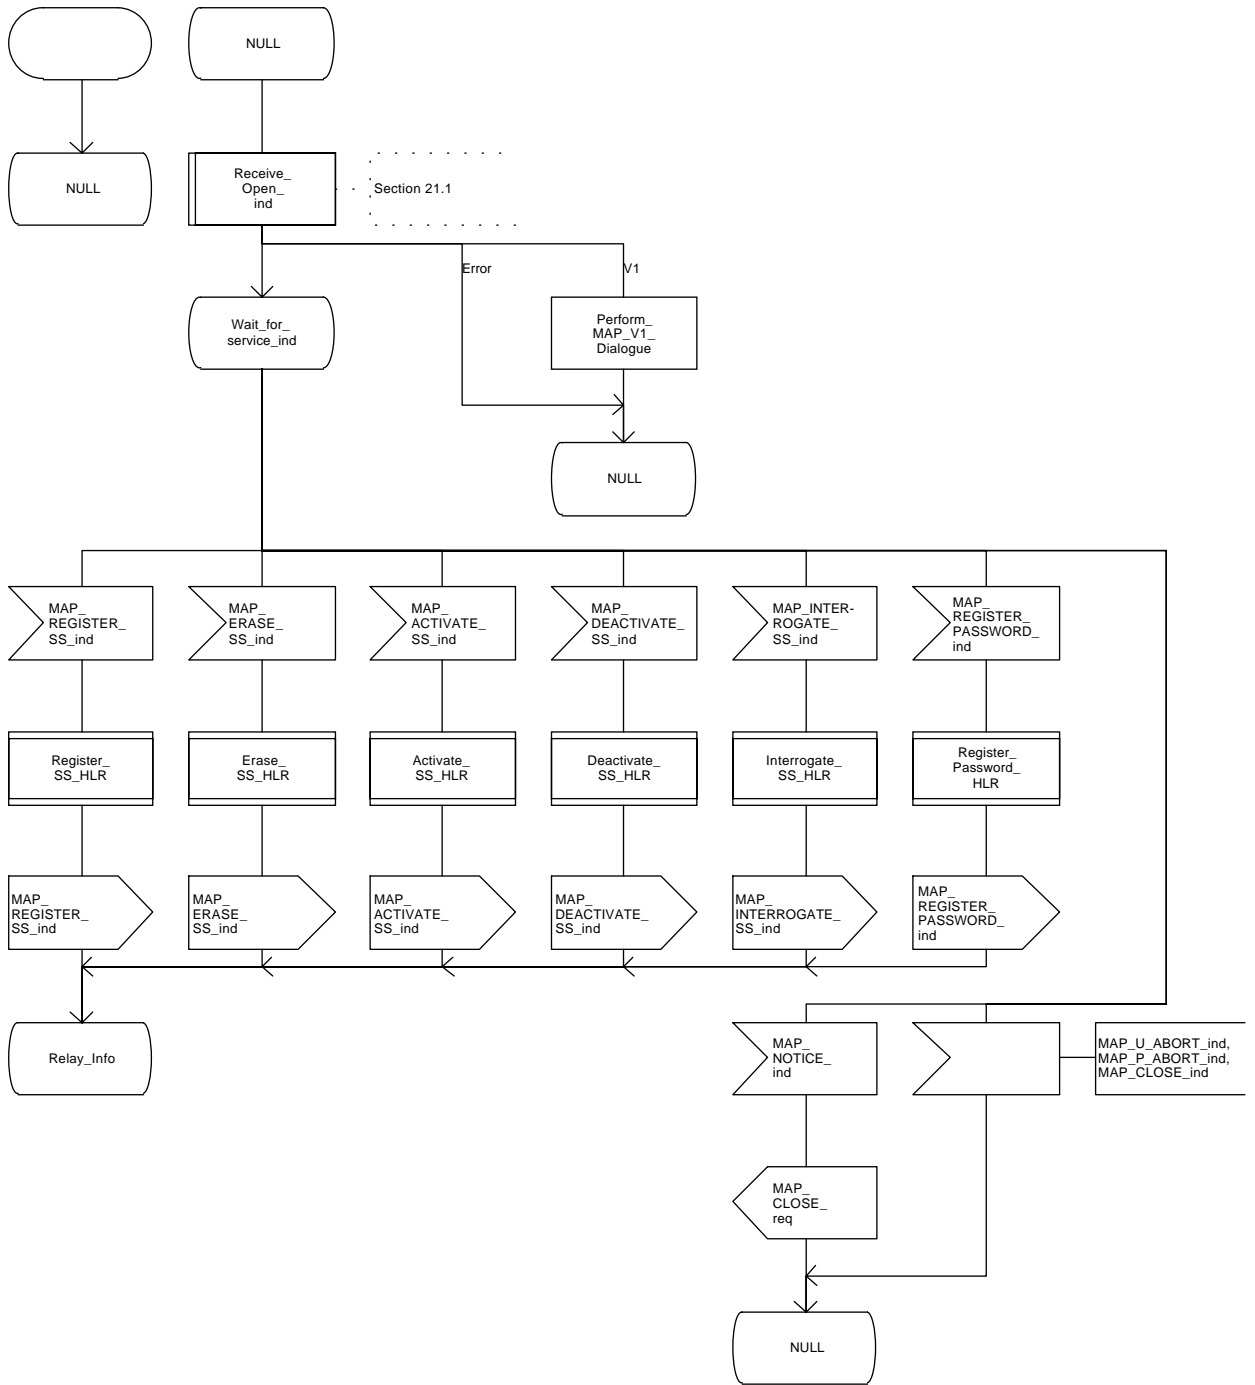 NULL
NULL
Receive_
Open_
ind
Section 21.1
Error
V1
Wait_for_
service_ind
Perform_
MAP_V1_
Dialogue
NULL
MAP_
REGISTER_
SS_ind
MAP_
ERASE_
SS_ind
MAP_
ACTIVATE_
SS_ind
MAP_
DEACTIVATE_
SS_ind
MAP_INTER-
ROGATE_
SS_ind
MAP_
REGISTER_
PASSWORD_
ind
Register_
SS_HLR
Erase_
SS_HLR
Activate_
SS_HLR
Deactivate_
SS_HLR
Interrogate_
SS_HLR
Register_
Password_
HLR
MAP_
REGISTER_
SS_ind
MAP_
ERASE_
SS_ind
MAP_
ACTIVATE_
SS_ind
MAP_
DEACTIVATE_
SS_ind
MAP_
INTERROGATE_
SS_ind
MAP_
REGISTER_
PASSWORD_
ind
Relay_Info
MAP_
NOTICE_
ind
MAP_U_ABORT_ind,
MAP_P_ABORT_ind,
MAP_CLOSE_ind
MAP_
CLOSE_
req
NULL